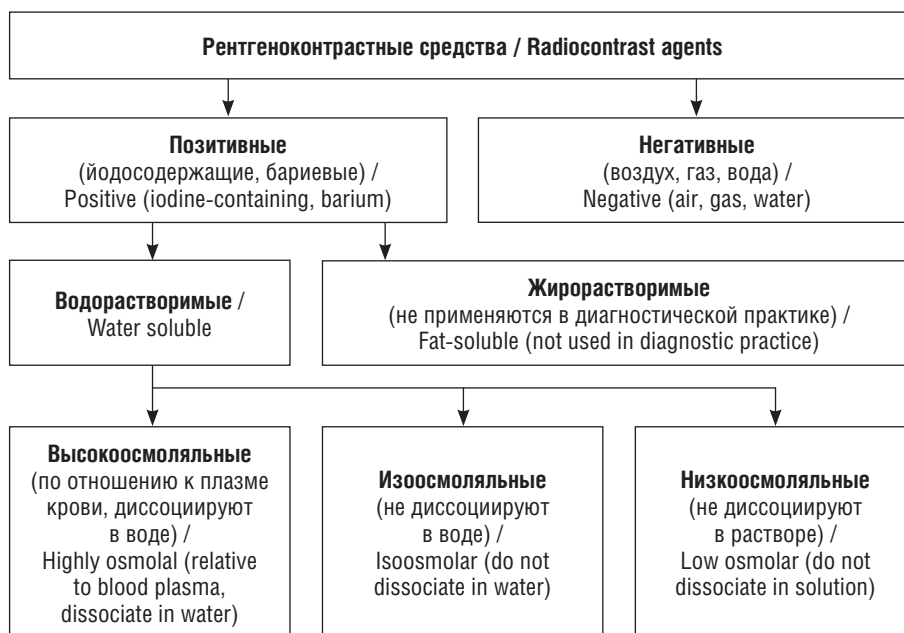 Рентгеноконтрастные средства / Radiocontrast agents
Позитивные
(йодосодержащие, бариевые) /
Positive (iodine-containing, barium)
Негативные
(воздух, газ, вода) /
Negative (air, gas, water)
Водорастворимые /
Water soluble
Жирорастворимые
(не применяются в диагностической практике) /
Fat-soluble (not used in diagnostic practice)
Высокоосмоляльные
(по отношению к плазме
крови, диссоциируют
в воде) /
Highly osmolal (relative
to blood plasma,
dissociate in water)
Изоосмоляльные
(не диссоциируют
в воде) /
Isoosmolar (do not
dissociate in water)
Низкоосмоляльные
(не диссоциируют
в растворе) /
Low osmolar (do not
dissociate in solution)